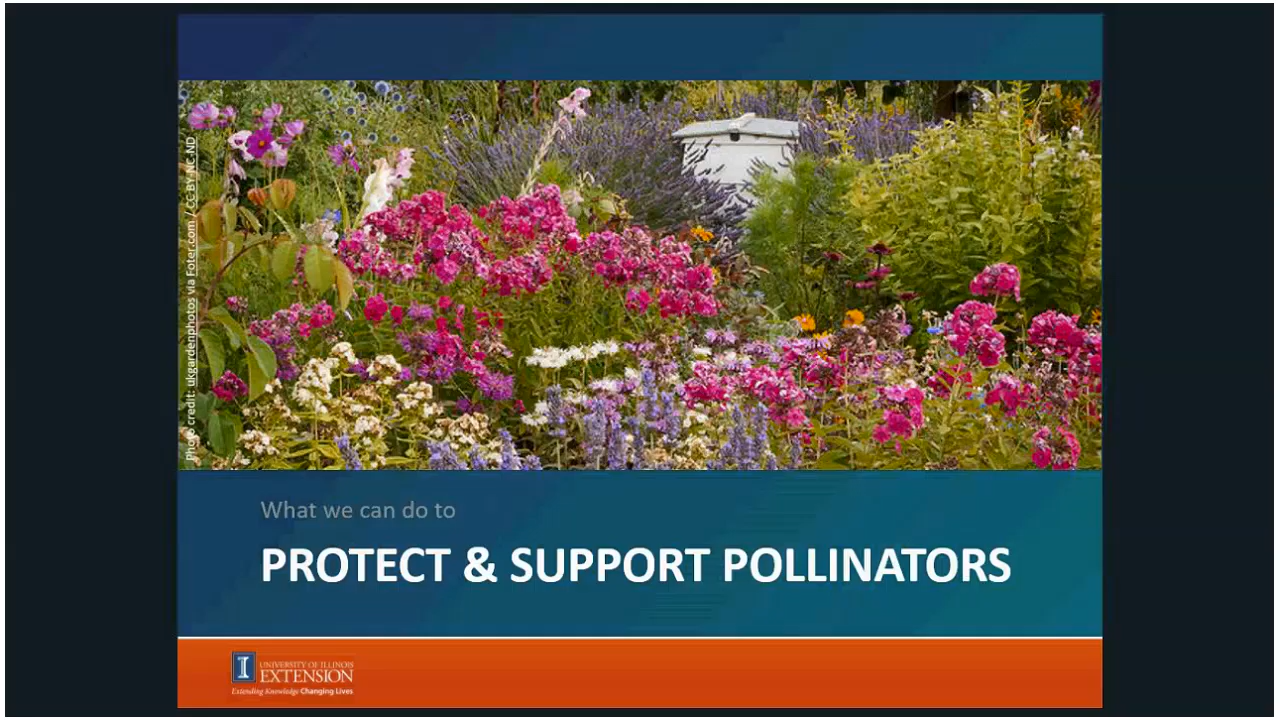 Photo credit: ukgardenphotos via Foter.com / CC BY-NC-ND
What we can do to
PROTECT & SUPPORT POLLINATORS
I
UNIVERSITY OF ILLINOIS
EXTENSION
Extending Knowledge Changing Lives